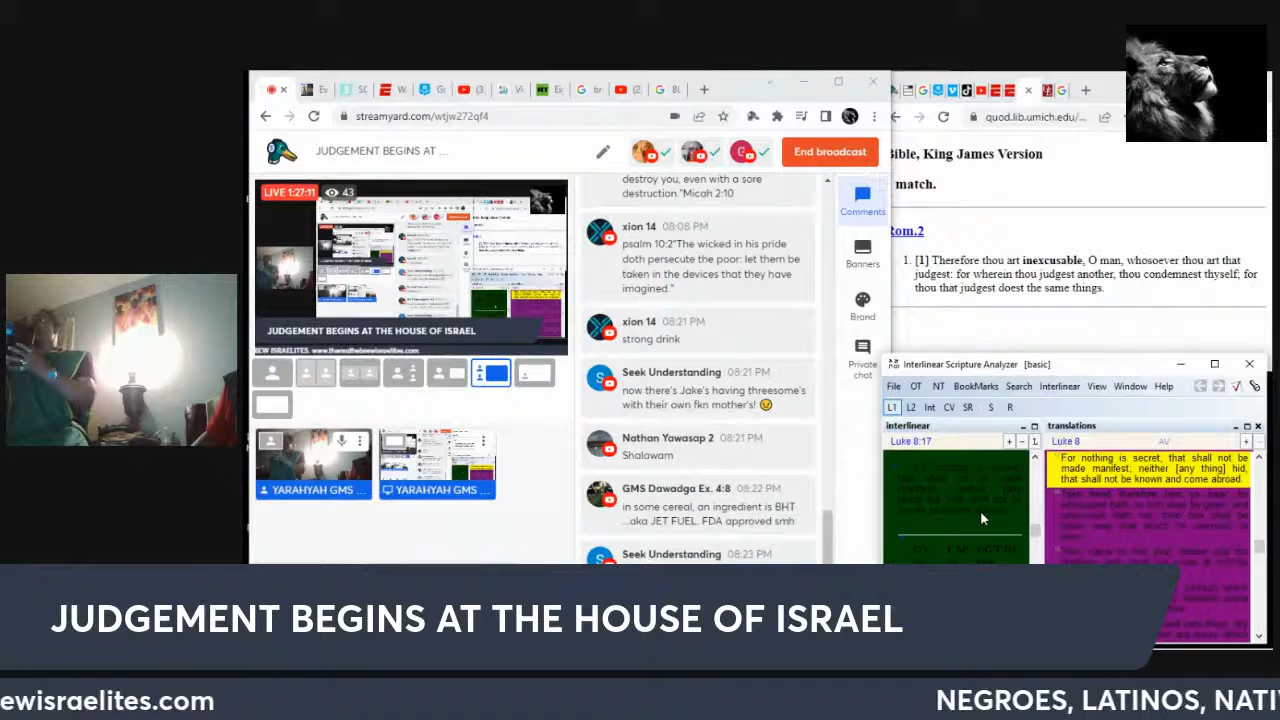 streamyard.com/wtjw272qf4
quod.lib.umich.edu/...
JUDGEMENT BEGINS AT ...
End broadcast
LIVE 1:27:11
43
JUDGEMENT BEGINS AT THE HOUSE OF ISRAEL
EW ISRAELITES. www.thereal
YARAHYAH GMS ...
YARAHYAH GMS ...
destroy you, even with a sore
destruction."Micah 2:10
xion 14 08:08 PM
psalm 10:2"The wicked in his pride
doth persecute the poor: let them
be taken in the devices that they have
imagined."
xion 14 08:21 PM
strong drink
Seek Understanding 08:21 PM
now there's Jake's having threesome's
with their own fkn mother's!
Nathan Yawasap 2 08:21 PM
Shalawam
GMS Dawadga Ex. 4:8 08:22 PM
in some cereal, an ingredient is BHT
...aka JET FUEL. FDA approved smh
Seek Understanding 08:23 PM
Comments
Banners
Brand
Private
chat
Bible, King James Version
match.
Rom.2
1. [1] Therefore thou art inexcusable, O man, whosoever thou art that
judgest: for wherein thou judgest another, thou condemnest thyself; for
thou that judgest doest the same things.
Interlinear Scripture Analyzer [basic]
File OT NT BookMarks Search Interlinear View Window Help
L1 L2 Int CV SR S R
interlinear
Luke 8:17
translations
Luke 8 AV
For nothing is secret, that shall not be
made manifest; neither [any thing] hid,
that shall not be known and come abroad.
JUDGEMENT BEGINS AT THE HOUSE OF ISRAEL
ewisraelites.com
NEGROES, LATINOS, NATI